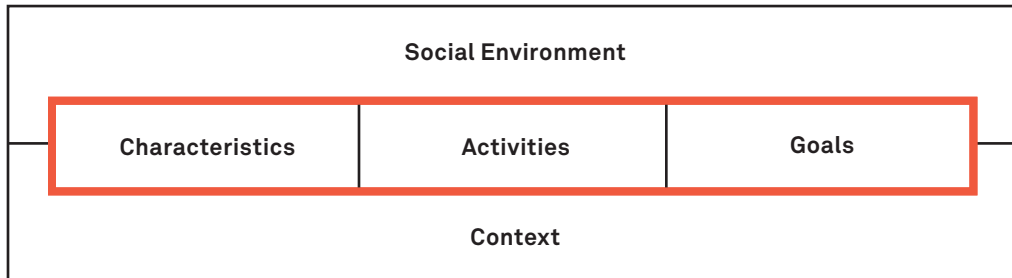 Social Environment
Characteristics
Activities
Goals
Context